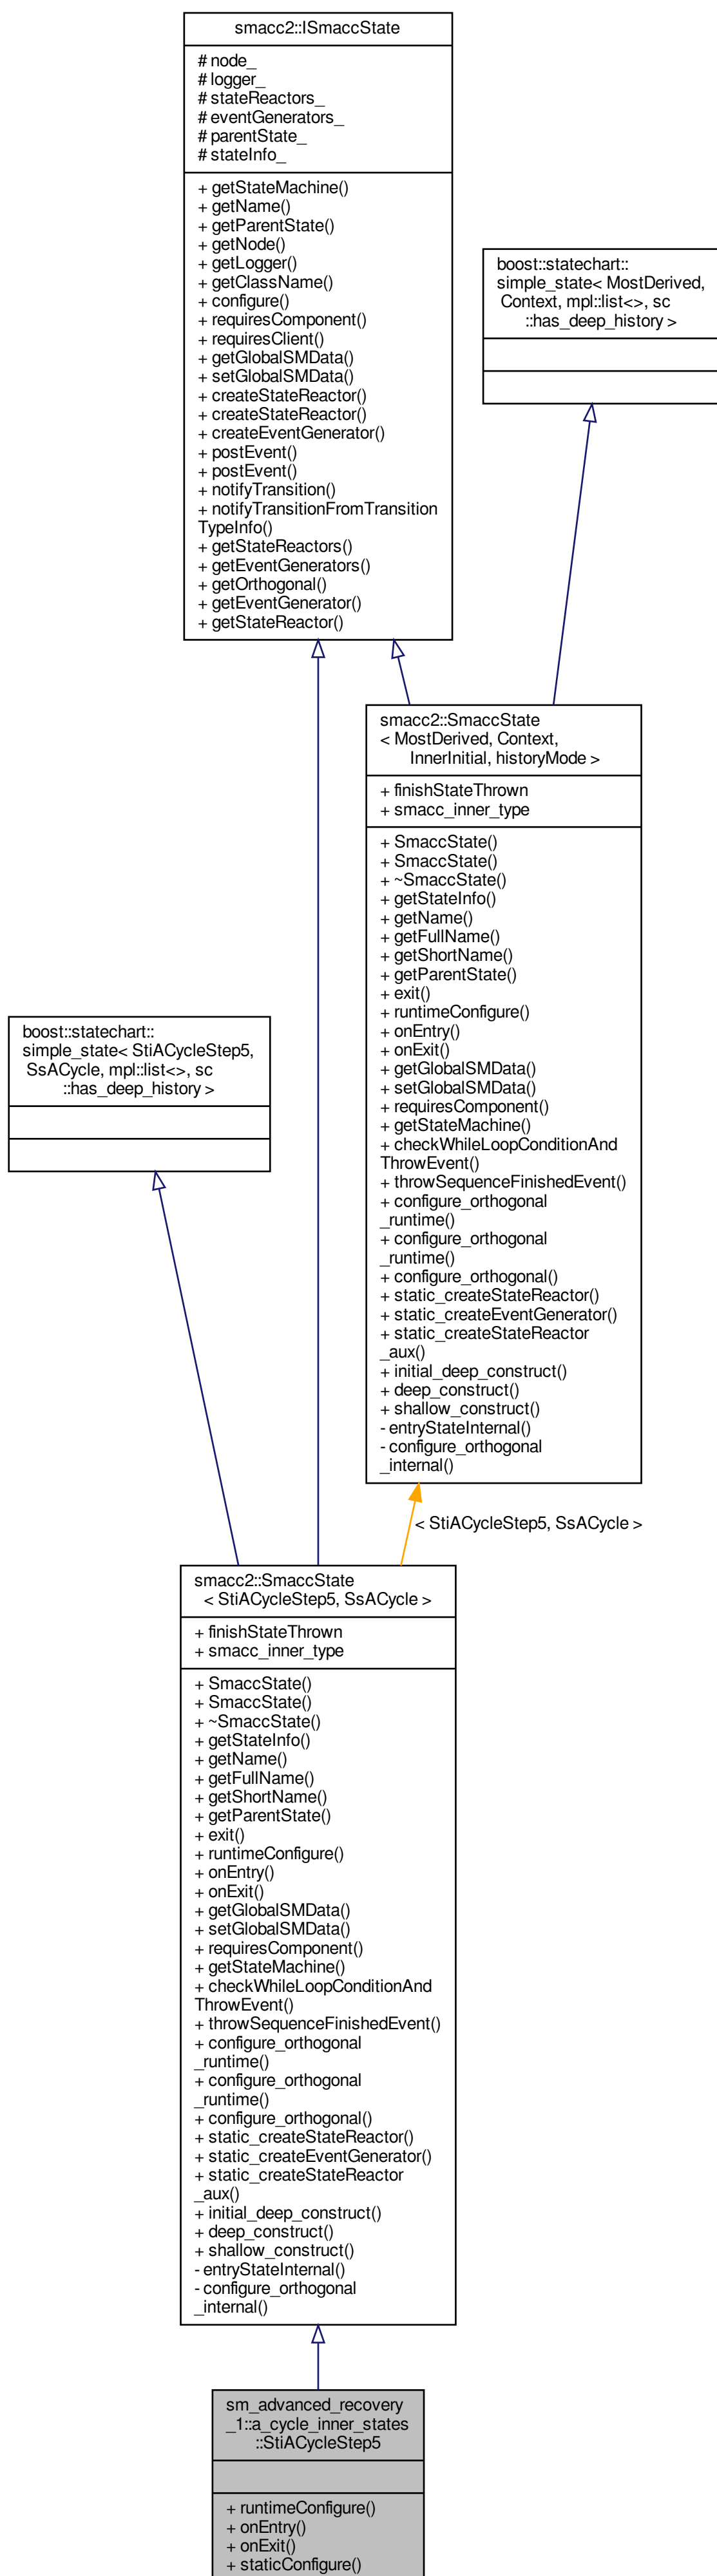 smacc2::ISmaccState
# node_
# logger_
# stateReactors_
# eventGenerators_
# parentState_
# stateInfo_
+ getStateMachine()
+ getName()
+ getParentState()
+ getNode()
+ getLogger()
+ getClassName()
+ configure()
+ requiresComponent()
+ requiresClient()
+ getGlobalSMData()
+ setGlobalSMData()
+ createStateReactor()
+ createStateReactor()
+ createEventGenerator()
+ postEvent()
+ postEvent()
+ notifyTransition()
+ notifyTransitionFromTransition
TypeInfo()
+ getStateReactors()
+ getEventGenerators()
+ getOrthogonal()
+ getEventGenerator()
+ getStateReactor()
boost::statechart::
simple_state< MostDerived,
Context, mpl::list<>, sc
::has_deep_history >
smacc2::SmaccState
< MostDerived, Context,
InnerInitial, historyMode >
+ finishStateThrown
+ smacc_inner_type
+ SmaccState()
+ SmaccState()
+ ~SmaccState()
+ getStateInfo()
+ getName()
+ getFullName()
+ getShortName()
+ getParentState()
+ exit()
+ runtimeConfigure()
+ onEntry()
+ onExit()
+ getGlobalSMData()
+ setGlobalSMData()
+ requiresComponent()
+ getStateMachine()
+ checkWhileLoopConditionAnd
ThrowEvent()
+ throwSequenceFinishedEvent()
+ configure_orthogonal
_runtime()
+ configure_orthogonal
_runtime()
+ configure_orthogonal()
+ static_createStateReactor()
+ static_createEventGenerator()
+ static_createStateReactor
_aux()
+ initial_deep_construct()
+ deep_construct()
+ shallow_construct()
- entryStateInternal()
- configure_orthogonal
_internal()
boost::statechart::
simple_state< StiACycleStep5,
SsACycle, mpl::list<>, sc
::has_deep_history >
< StiACycleStep5, SsACycle >
smacc2::SmaccState
< StiACycleStep5, SsACycle >
+ finishStateThrown
+ smacc_inner_type
+ SmaccState()
+ SmaccState()
+ ~SmaccState()
+ getStateInfo()
+ getName()
+ getFullName()
+ getShortName()
+ getParentState()
+ exit()
+ runtimeConfigure()
+ onEntry()
+ onExit()
+ getGlobalSMData()
+ setGlobalSMData()
+ requiresComponent()
+ getStateMachine()
+ checkWhileLoopConditionAnd
ThrowEvent()
+ throwSequenceFinishedEvent()
+ configure_orthogonal
_runtime()
+ configure_orthogonal
_runtime()
+ configure_orthogonal()
+ static_createStateReactor()
+ static_createEventGenerator()
+ static_createStateReactor
_aux()
+ initial_deep_construct()
+ deep_construct()
+ shallow_construct()
- entryStateInternal()
- configure_orthogonal
_internal()
sm_advanced_recovery
_1::a_cycle_inner_states
::StiACycleStep5
+ runtimeConfigure()
+ onEntry()
+ onExit()
+ staticConfigure()